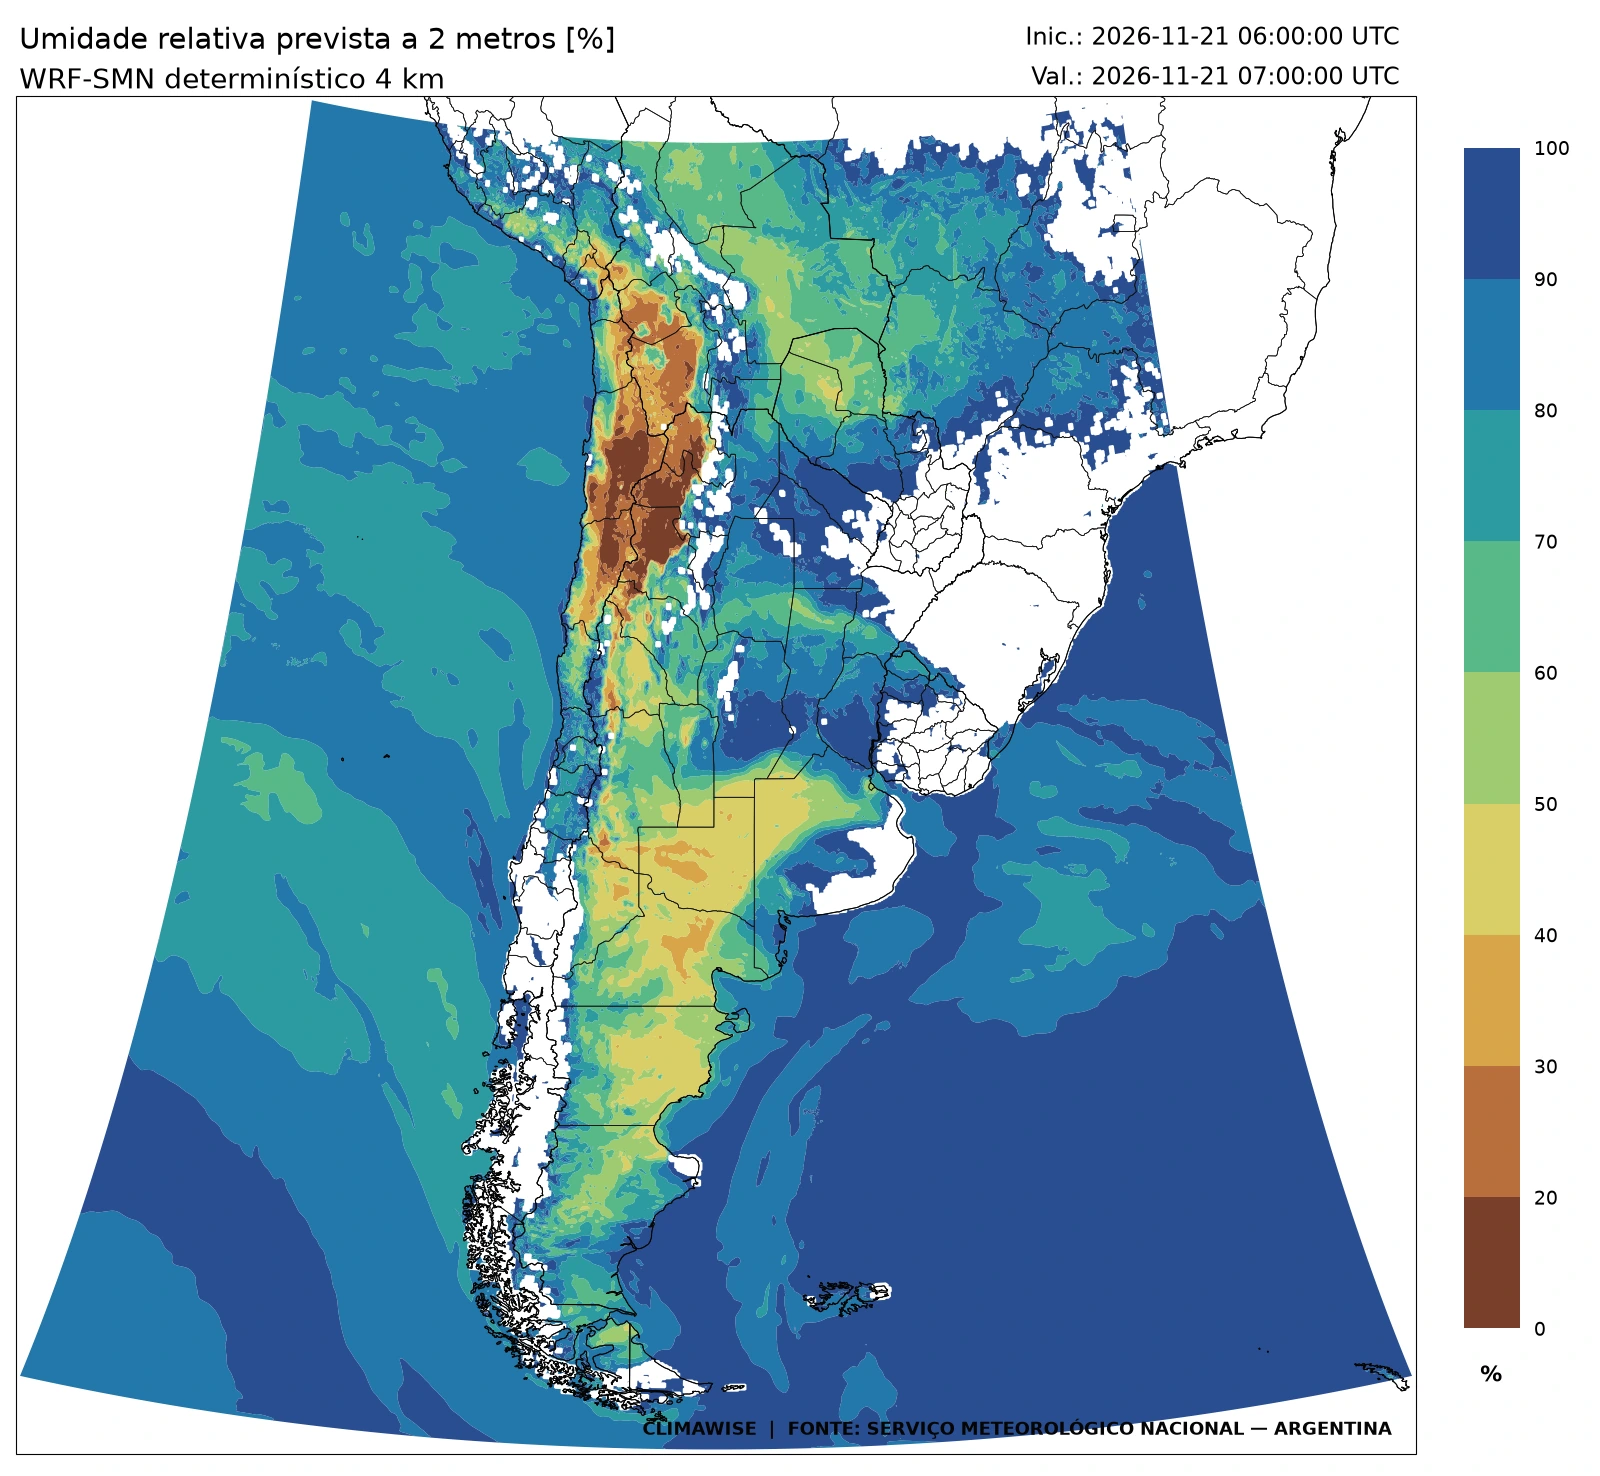 Umidade relativa prevista a 2 metros [%]
WRF-SMN determinístico 4 km
Inic.: 2026-11-21 06:00:00 UTC
Val.: 2026-11-21 07:00:00 UTC
100
90
80
70
60
50
40
30
20
0
%
CLIMAWISE | FONTE: SERVIÇO METEOROLÓGICO NACIONAL — ARGENTINA